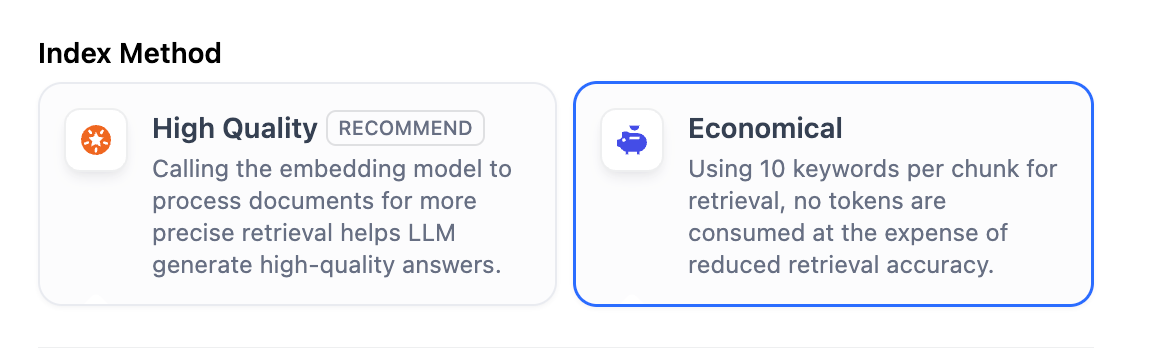 Index Method
High Quality RECOMMEND
Calling the embedding model to
process documents for more
precise retrieval helps LLM
generate high-quality answers.
Economical
Using 10 keywords per chunk for
retrieval, no tokens are
consumed at the expense of
reduced retrieval accuracy.